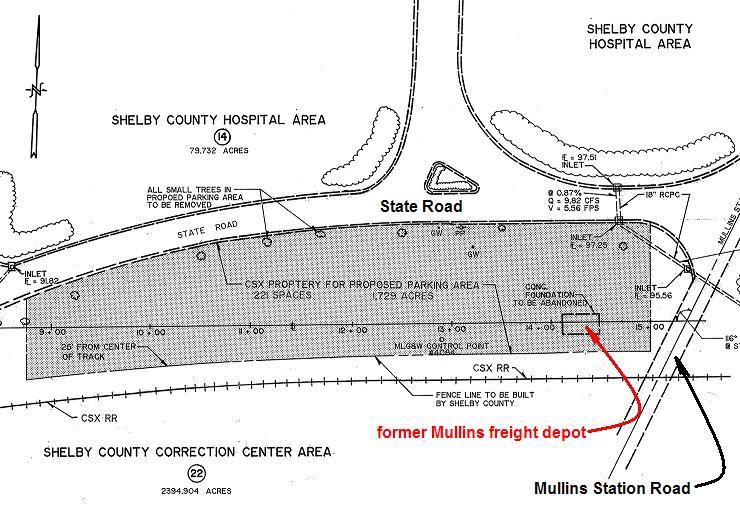 SHELBY COUNTY
HOSPITAL AREA
N
SHELBY COUNTY HOSPITAL AREA
14
79.732 ACRES
ALL SMALL TREES IN
PROPOED PARKING AREA
TO BE REMOVED
STATE ROAD
State Road
IE = 97.51
INLET
@ 0.87%
Q = 9.82 CFS
V = 5.56 FPS
18" RCPC
MULLINS ST
INLET
IE = 91.82
GW
PP
GW
INLET
IE = 97.25
INLET
IE = 95.56
CSX PROPTERY FOR PROPOSED PARKING AREA
221 SPACES 1.729 ACRES
CONC.
FOUNDATION
TO BE ABANDONED
9+00 10+00 11+00 12+00 13+00 14+00 15+00
25' FROM CENTER
OF TRACK
MLG&W CONTROL POINT
116"
@ S
CSX RR
FENCE LINE TO BE BUILT
BY SHELBY COUNTY
CSX RR
former Mullins freight depot
SHELBY COUNTY CORRECTION CENTER AREA
22
2394.904 ACRES
Mullins Station Road